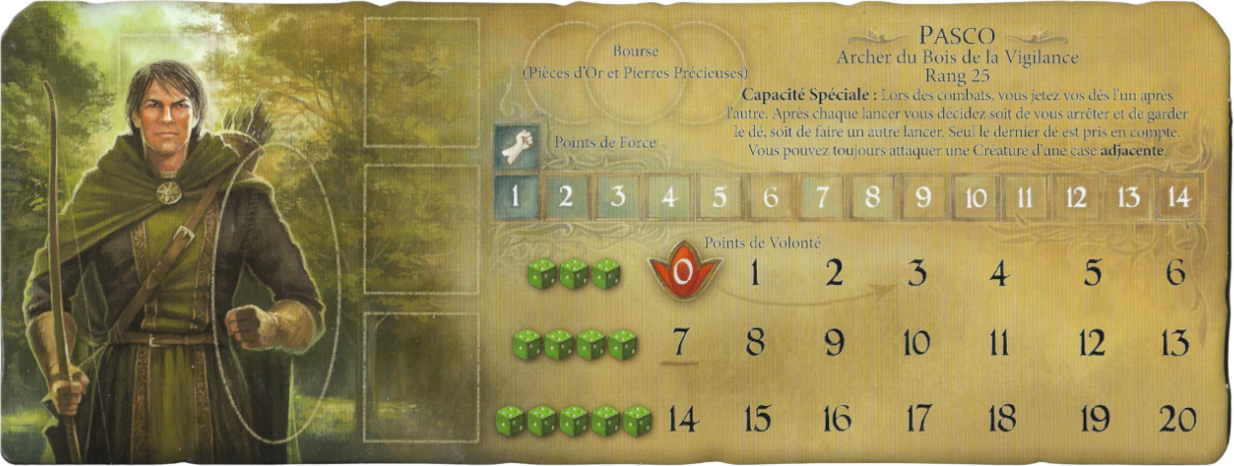 Bourse
(Pièces d'Or et Pierres Précieuses)
PASCO
Archer du Bois de la Vigilance
Rang 25
Capacité Spéciale : Lors des combats, vous jetez vos dés l'un après
l'autre. Après chaque lancer vous décidez soit de vous arrêter et de garder
le dé, soit de faire un autre lancer. Seul le dernier dé est pris en compte.
Vous pouvez toujours attaquer une Créature d'une case adjacente.
Points de Force
1 2 3 4 5 6 7 8 9 10 11 12 13 14
Points de Volonté
0 1 2 3 4 5 6
7 8 9 10 11 12 13
14 15 16 17 18 19 20